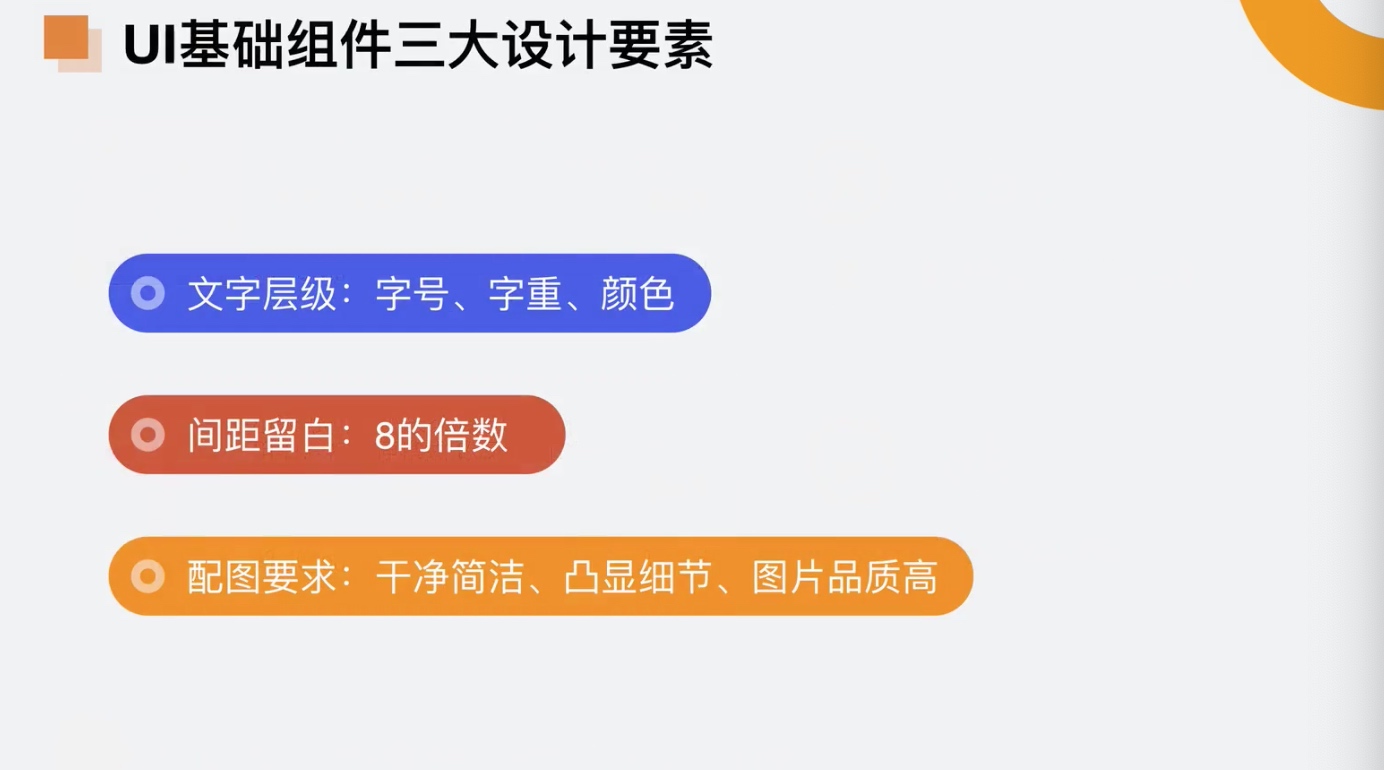 UI基础组件三大设计要素
文字层级：字号、字重、颜色
间距留白：8的倍数
配图要求：干净简洁、凸显细节、图片品质高